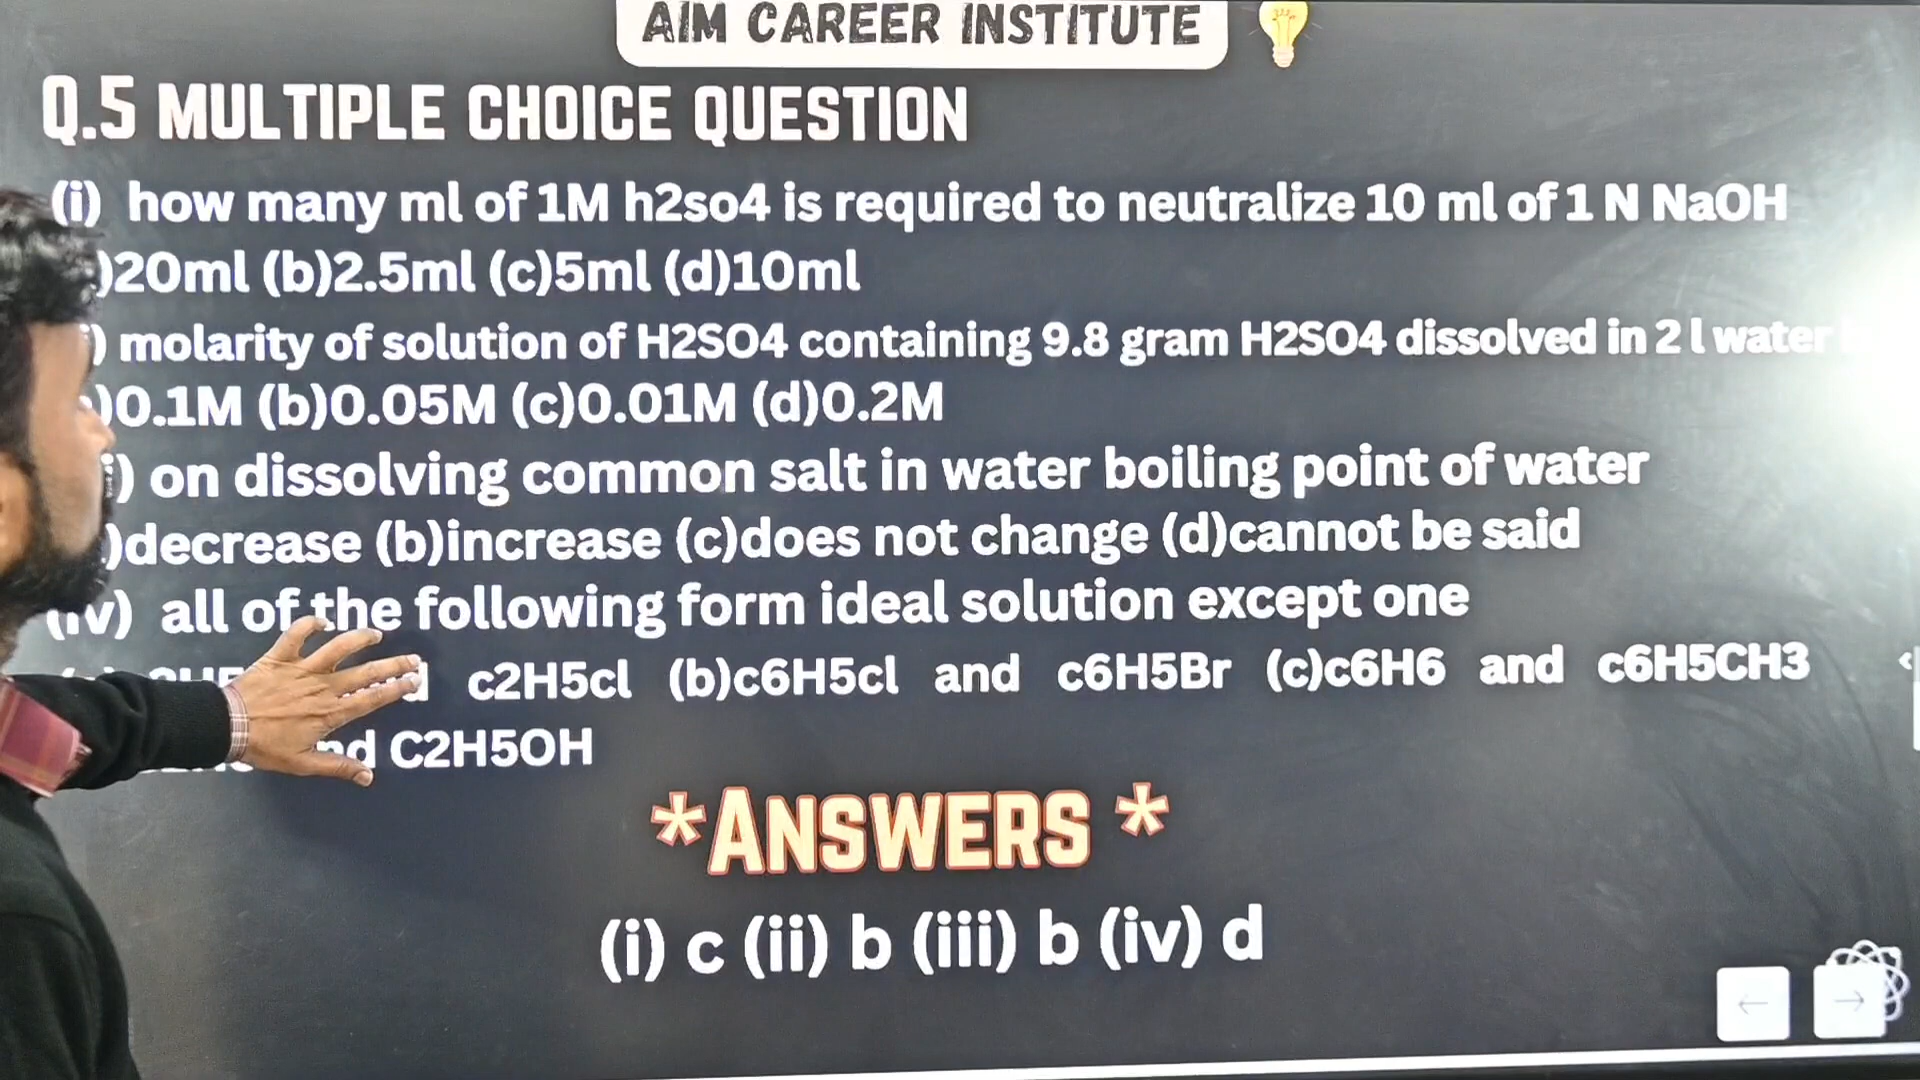 AIM CAREER INSTITUTE
Q.5 MULTIPLE CHOICE QUESTION
(i) how many ml of 1M h2so4 is required to neutralize 10 ml of 1 N NaOH
)20ml (b)2.5ml (c)5ml (d)10ml
i) molarity of solution of H2SO4 containing 9.8 gram H2SO4 dissolved in 2 l water
)0.1M (b)0.05M (c)0.01M (d)0.2M
i) on dissolving common salt in water boiling point of water
)decrease (b)increase (c)does not change (d)cannot be said
(iv) all of the following form ideal solution except one
c2H5cl (b)c6H5cl and c6H5Br (c)c6H6 and c6H5CH3
C2H5OH
*ANSWERS *
(i) c (ii) b (iii) b (iv) d